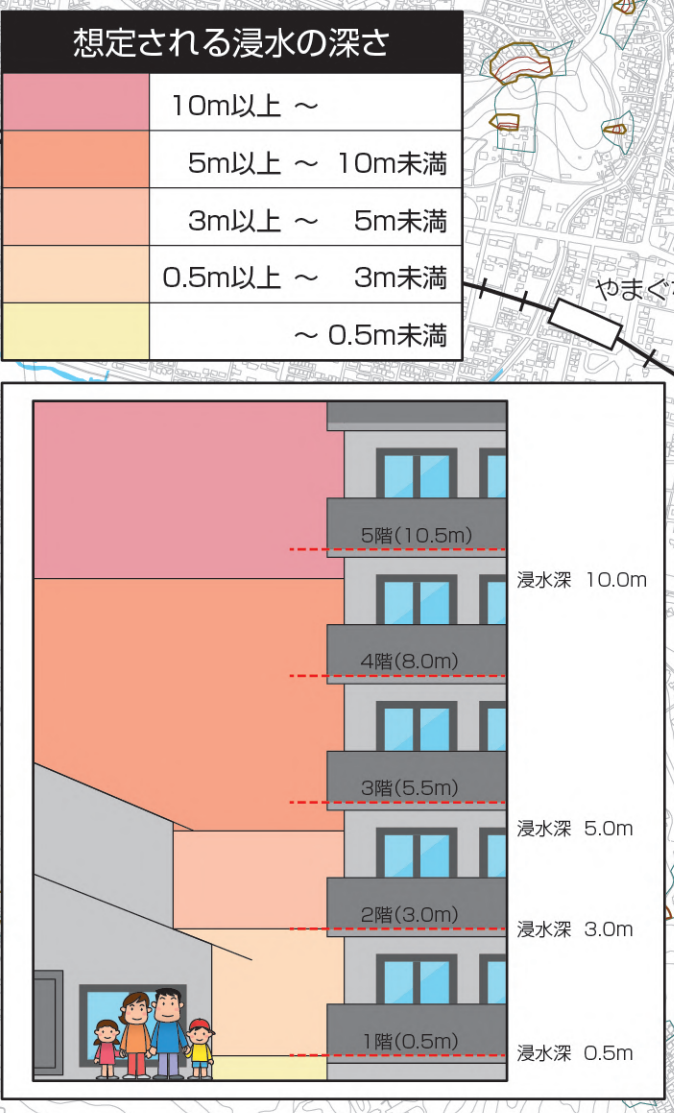 想定される浸水の深さ
10m以上 ～
5m以上 ～ 10m未満
3m以上 ～ 5m未満
0.5m以上 ～ 3m未満
～ 0.5m未満
やまぐ
5階(10.5m)
浸水深 10.0m
4階(8.0m)
3階(5.5m)
浸水深 5.0m
2階(3.0m)
浸水深 3.0m
1階(0.5m)
浸水深 0.5m